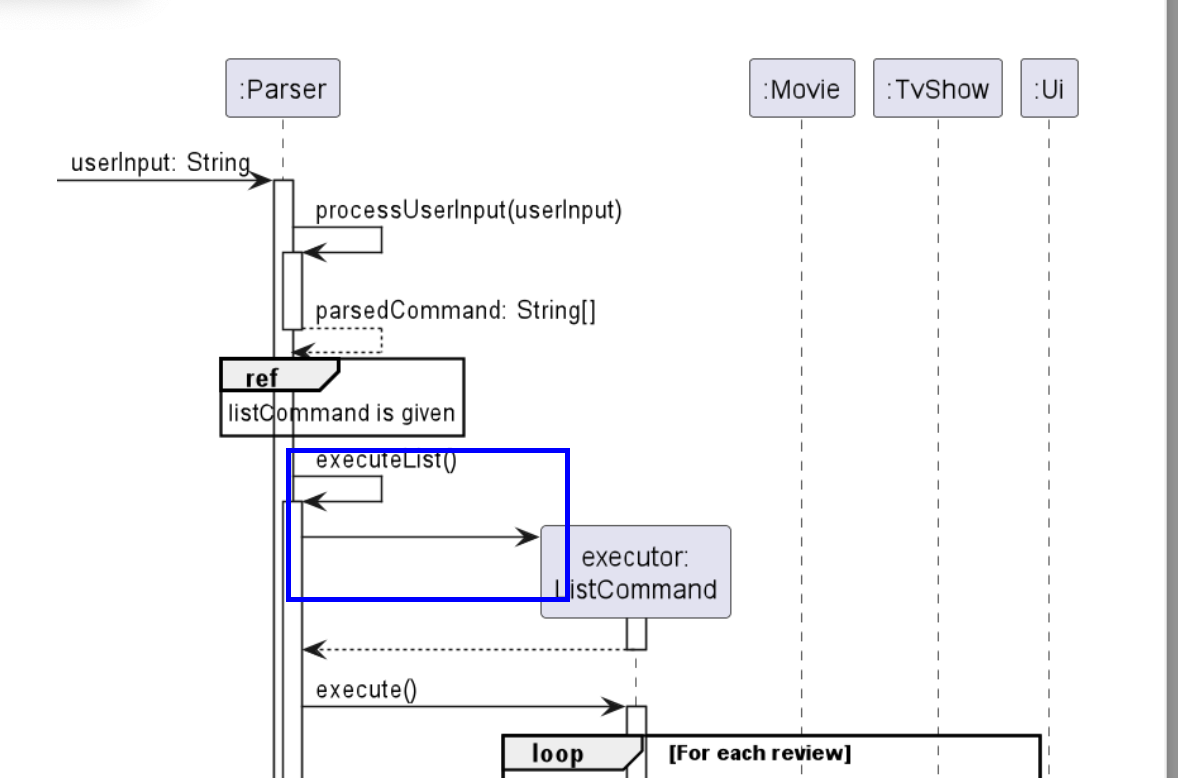 :Parser
:Movie
:TvShow
:Ui
userInput: String
processUserInput(userInput)
parsedCommand: String[]
ref
listCommand is given
executeList()
executor:
ListCommand
execute()
loop
[For each review]